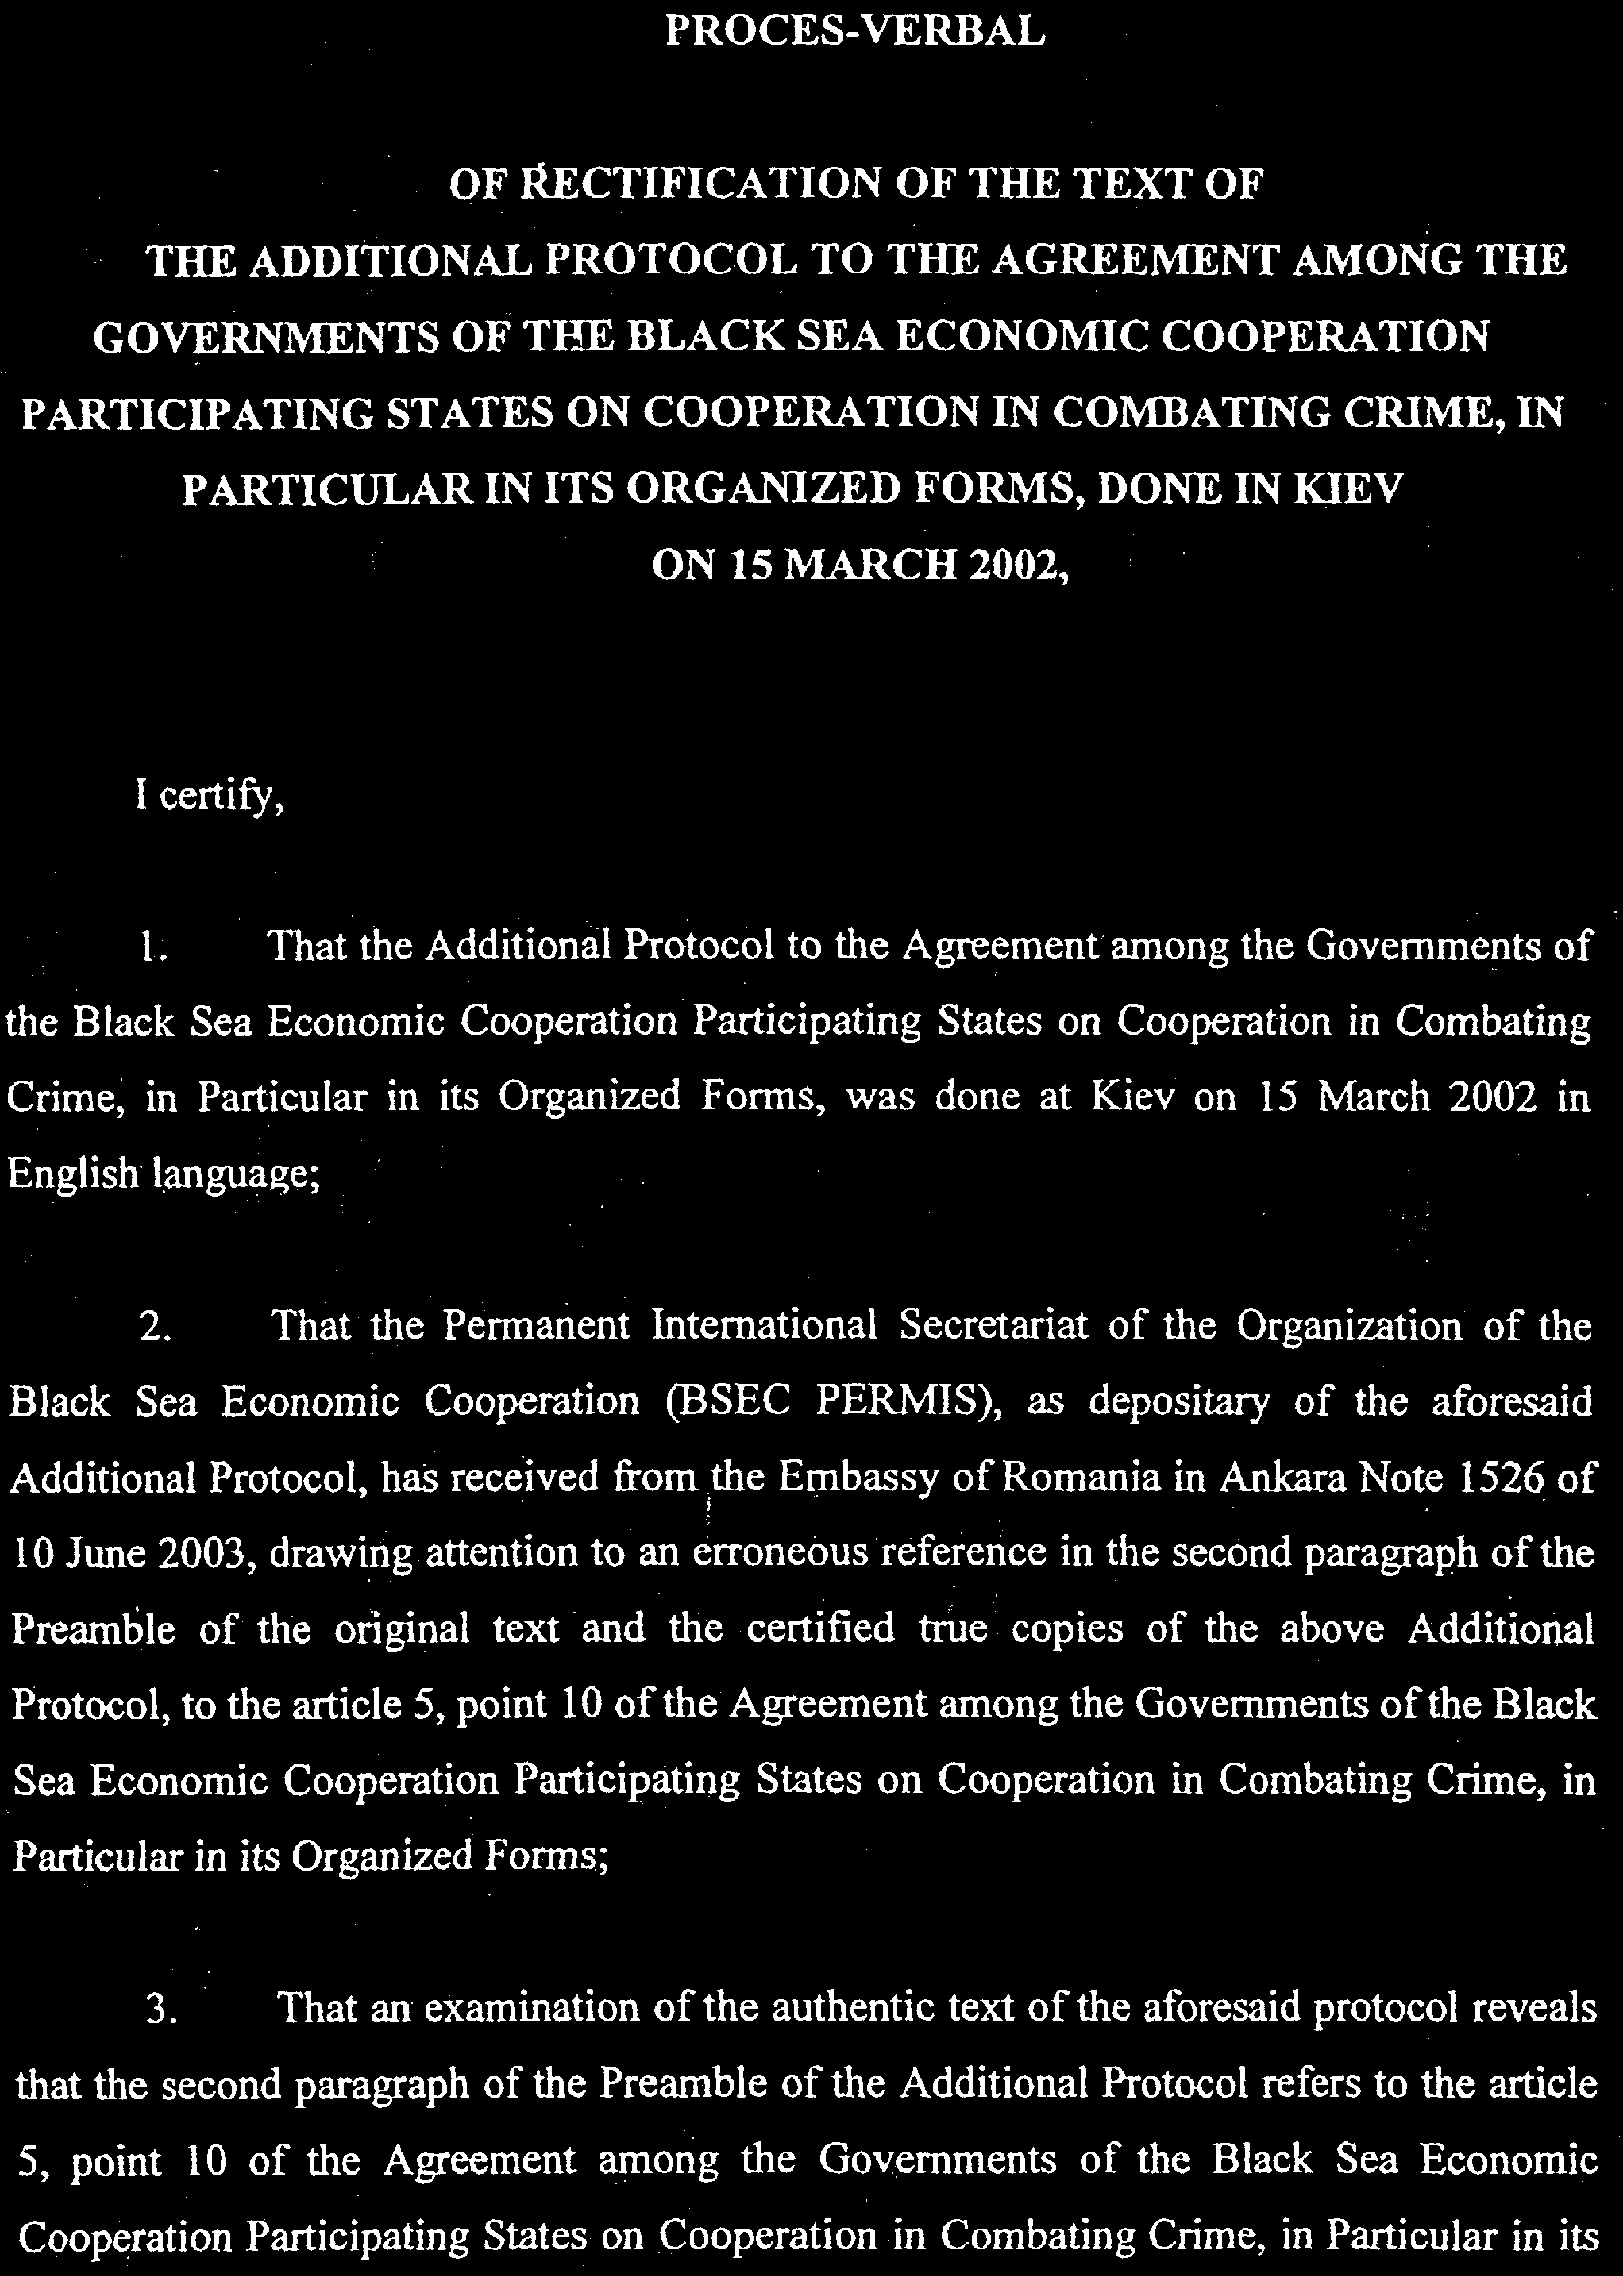 PROCES-VERBAL
OF RECTIFICATION OF THE TEXT OF
THE ADDITIONAL PROTOCOL TO THE AGREEMENT AMONG THE
GOVERNMENTS OF THE BLACK SEA ECONOMIC COOPERATION
PARTICIPATING STATES ON COOPERATION IN COMBATING CRIME, IN
PARTICULAR IN ITS ORGANIZED FORMS, DONE IN KIEV
ON 15 MARCH 2002,
I certify,
1. That the Additional Protocol to the Agreement among the Governments of
the Black Sea Economic Cooperation Participating States on Cooperation in Combating
Crime, in Particular in its Organized Forms, was done at Kiev on 15 March 2002 in
English language;
2. That the Permanent International Secretariat of the Organization of the
Black Sea Economic Cooperation (BSEC PERMIS), as depositary of the aforesaid
Additional Protocol, has received from the Embassy of Romania in Ankara Note 1526 of
10 June 2003, drawing attention to an erroneous reference in the second paragraph of the
Preamble of the original text and the certified true copies of the above Additional
Protocol, to the article 5, point 10 of the Agreement among the Governments of the Black
Sea Economic Cooperation Participating States on Cooperation in Combating Crime, in
Particular in its Organized Forms;
3. That an examination of the authentic text of the aforesaid protocol reveals
that the second paragraph of the Preamble of the Additional Protocol refers to the article
5, point 10 of the Agreement among the Governments of the Black Sea Economic
Cooperation Participating States on Cooperation in Combating Crime, in Particular in its